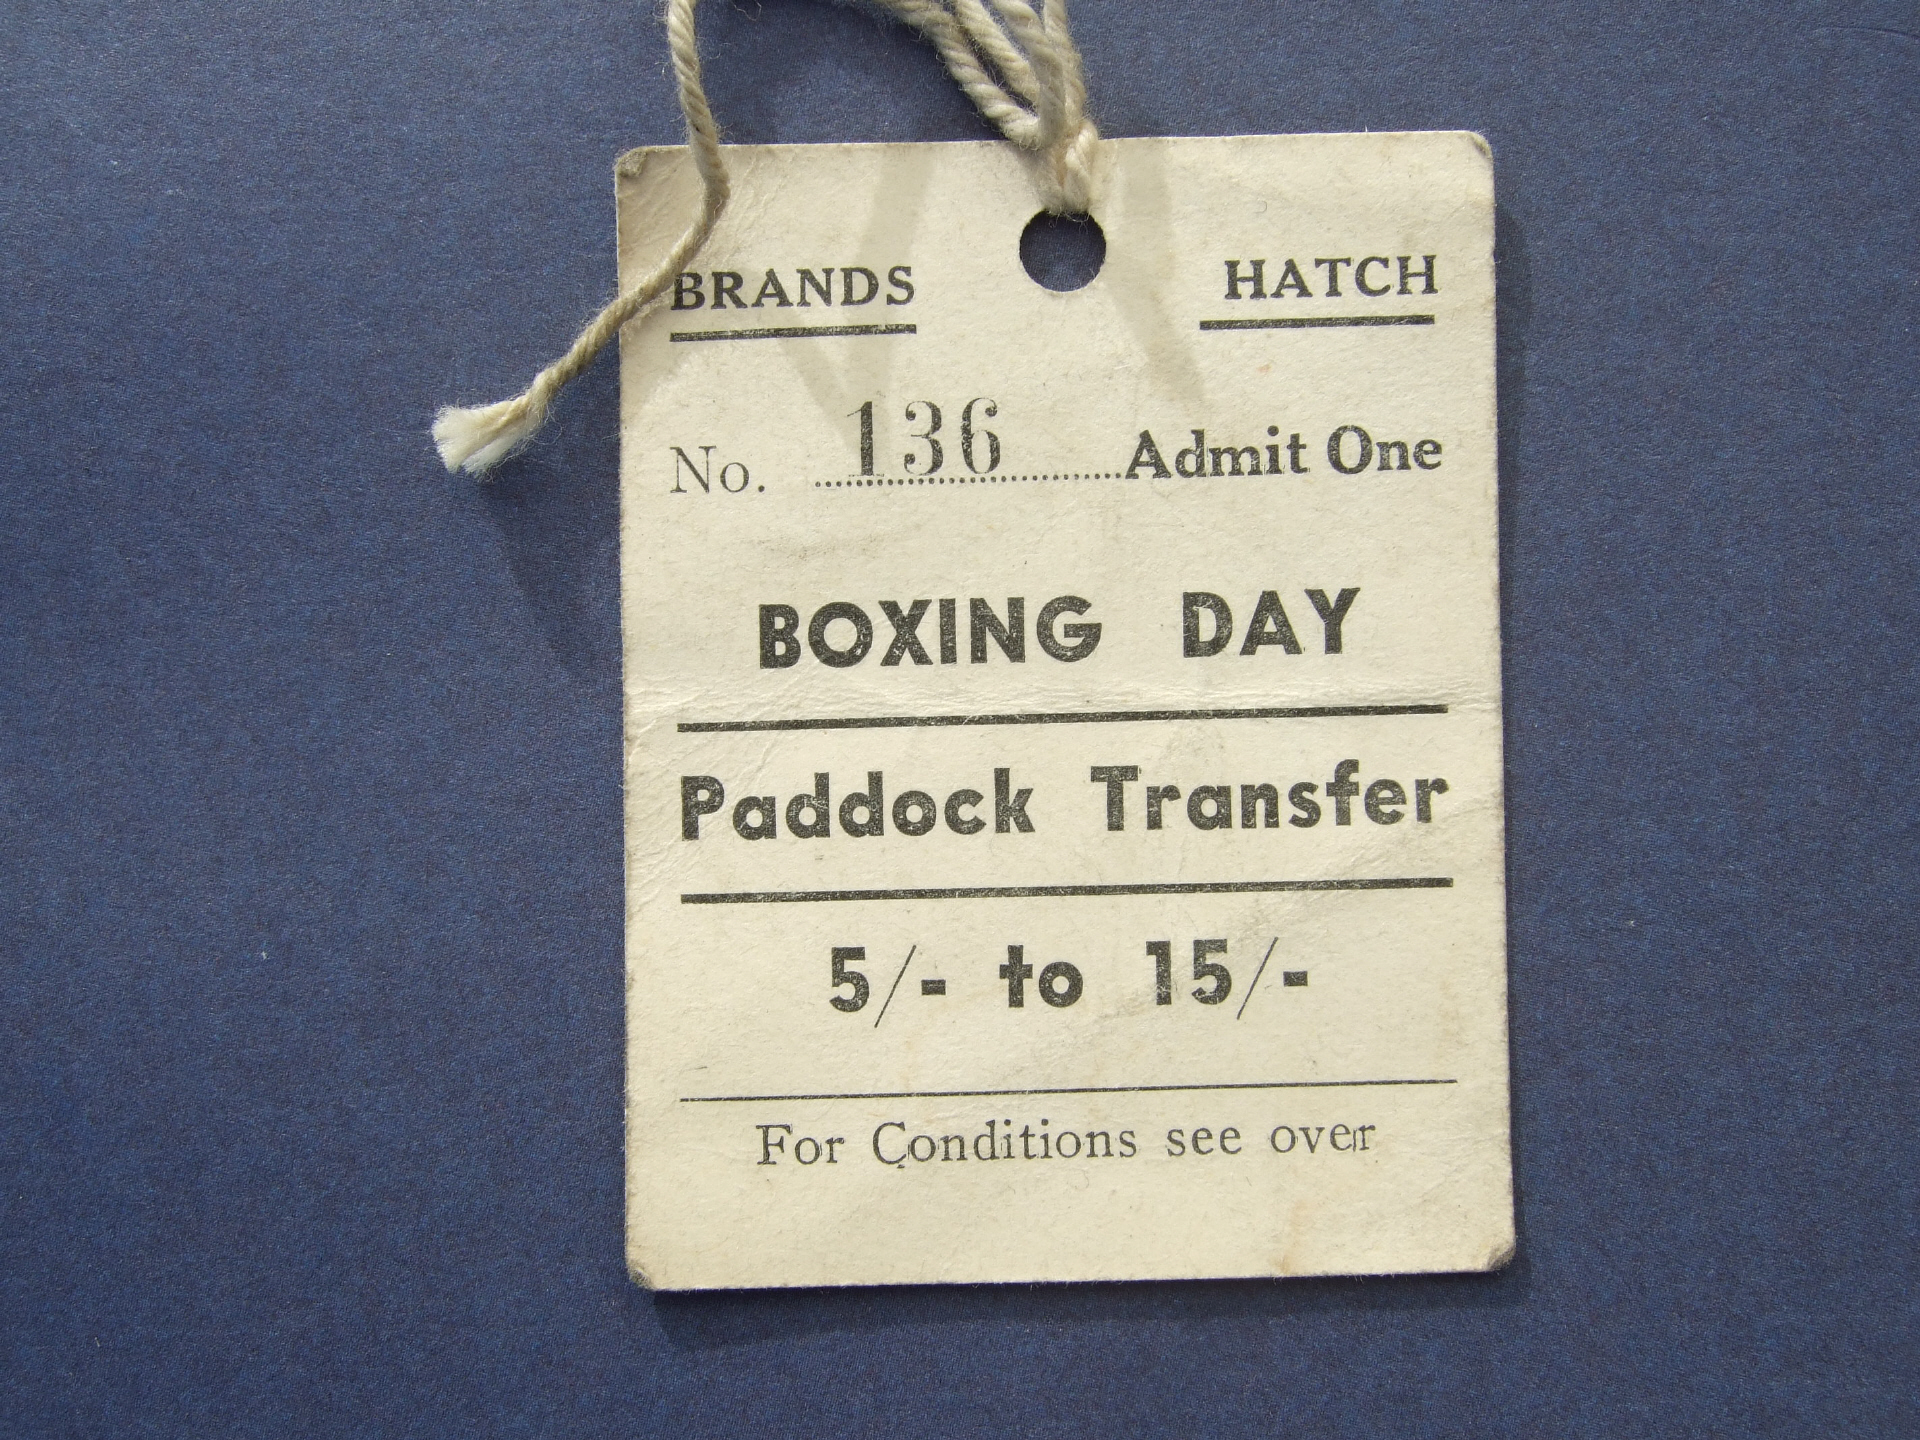 BRANDS HATCH
No. 136 Admit One
BOXING DAY
Paddock Transfer
5/- to 15/-
For Conditions see over